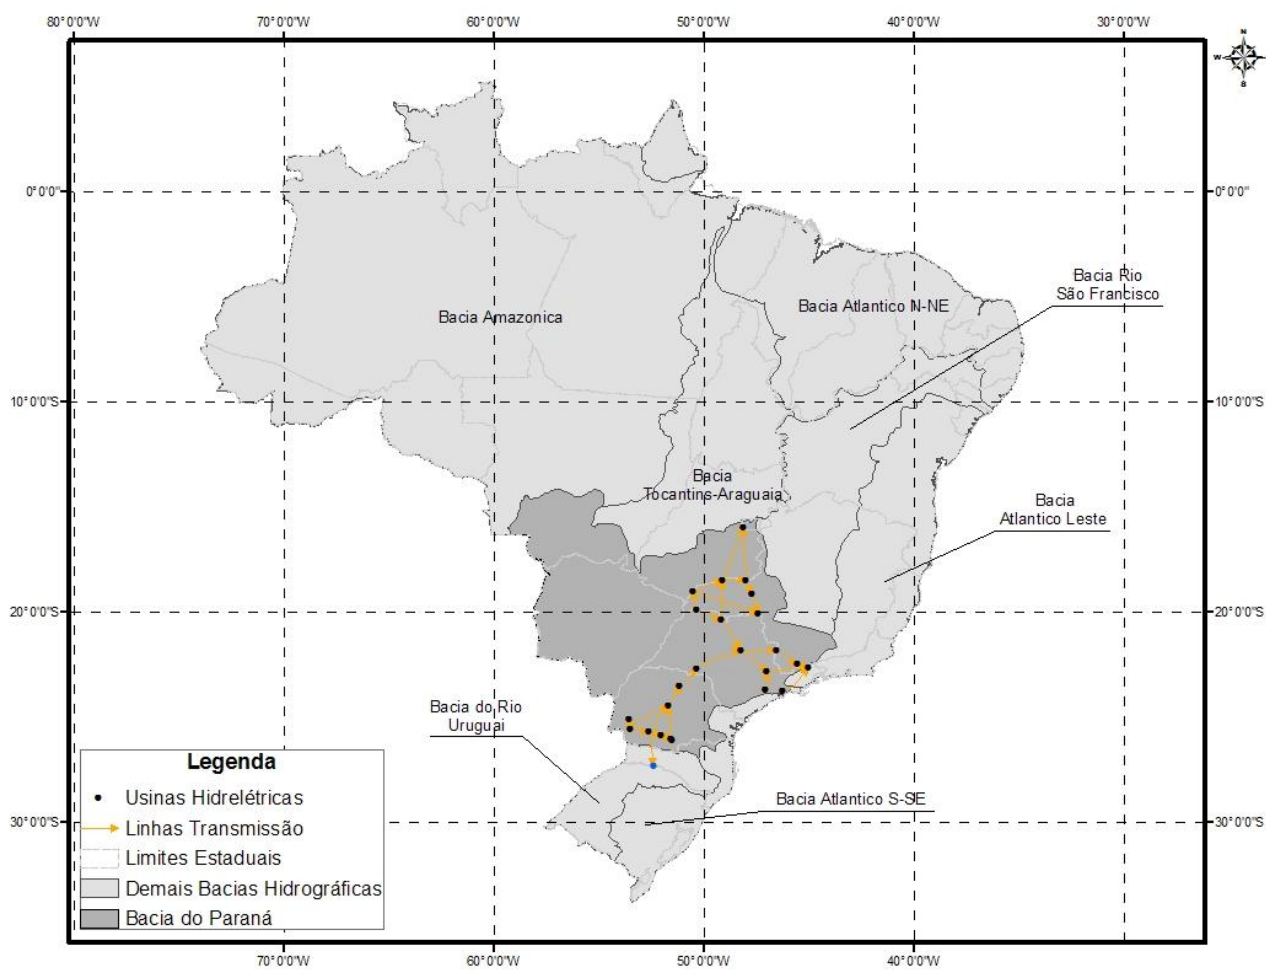 80°0'0"W 70°0'0"W 60°0'0"W 50°0'0"W 40°0'0"W 30°0'0"W
N
W
S
0°0'0" 0°0'0"
Bacia Rio
São Francisco
Bacia Atlantico N-NE
Bacia Amazonica
10°0'0"S 10°0'0"S
Bacia
Tocantins-Araguaia
Bacia
Atlantico Leste
20°0'0"S 20°0'0"S
Bacia do Rio
Uruguai
Bacia Atlantico S-SE
30°0'0"S 30°0'0"S
Legenda
Usinas Hidrelétricas
Linhas Transmissão
Limites Estaduais
Demais Bacias Hidrográficas
Bacia do Paraná
70°0'0"W 60°0'0"W 50°0'0"W 40°0'0"W